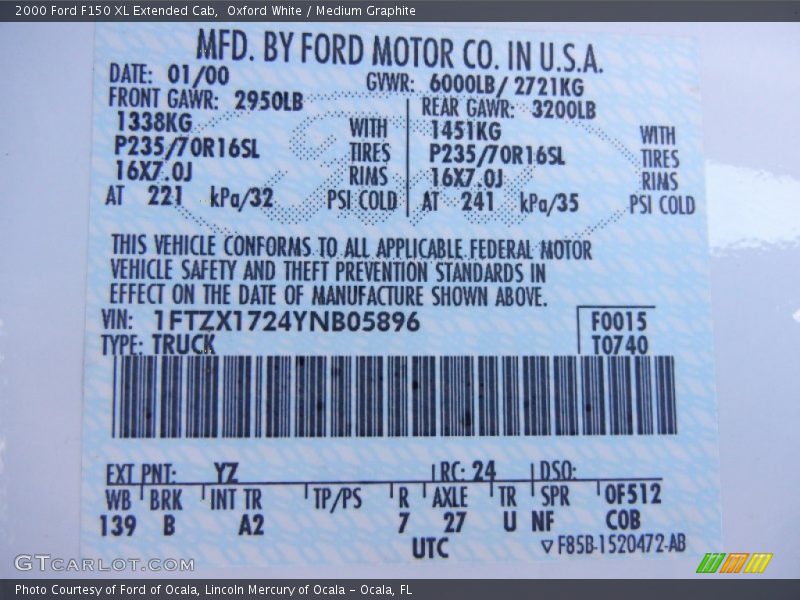 2000 Ford F150 XL Extended Cab,  Oxford White / Medium Graphite
MFD. BY FORD MOTOR CO. IN U.S.A.
DATE: 01/00 GVWR: 6000LB/ 2721KG
FRONT GAWR: 2950LB REAR GAWR: 3200LB
1338KG WITH 1451KG WITH
P235/70R16SL TIRES P235/70R16SL TIRES
16X7.0J RIMS 16X7.0J RIMS
AT 221 kPa/32 PSI COLD AT 241 kPa/35 PSI COLD
THIS VEHICLE CONFORMS TO ALL APPLICABLE FEDERAL MOTOR
VEHICLE SAFETY AND THEFT PREVENTION STANDARDS IN
EFFECT ON THE DATE OF MANUFACTURE SHOWN ABOVE.
VIN: 1FTZX1724YNB05896 F0015
TYPE: TRUCK T0740
EXT PNT: YZ RC: 24 DSO:
WB BRK INT TR TP/PS R AXLE TR SPR 0F512
139 B A2 7 27 U NF COB
UTC ▽ F85B-1520472-AB
GTCARLOT.COM
Photo Courtesy of Ford of Ocala, Lincoln Mercury of Ocala – Ocala, FL